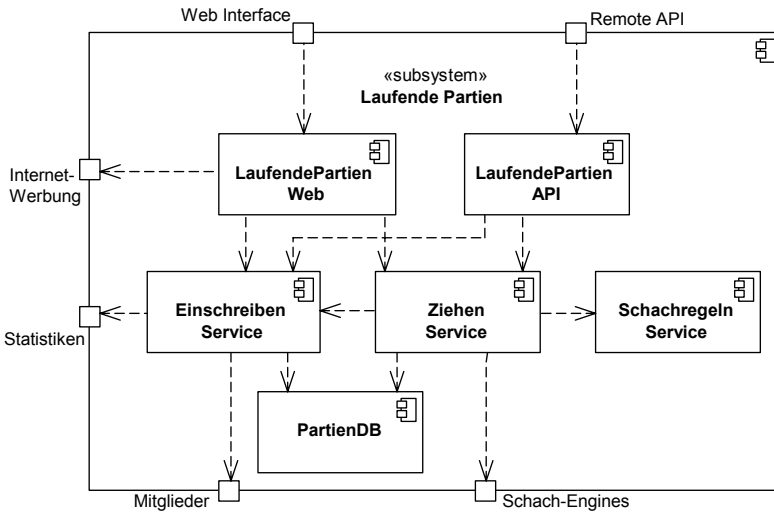 Web Interface
Remote API
«subsystem»
Laufende Partien
LaufendePartien
Web
LaufendePartien
API
Internet-
Werbung
Einschreiben
Service
Ziehen
Service
Schachregeln
Service
Statistiken
PartienDB
Mitglieder
Schach-Engines